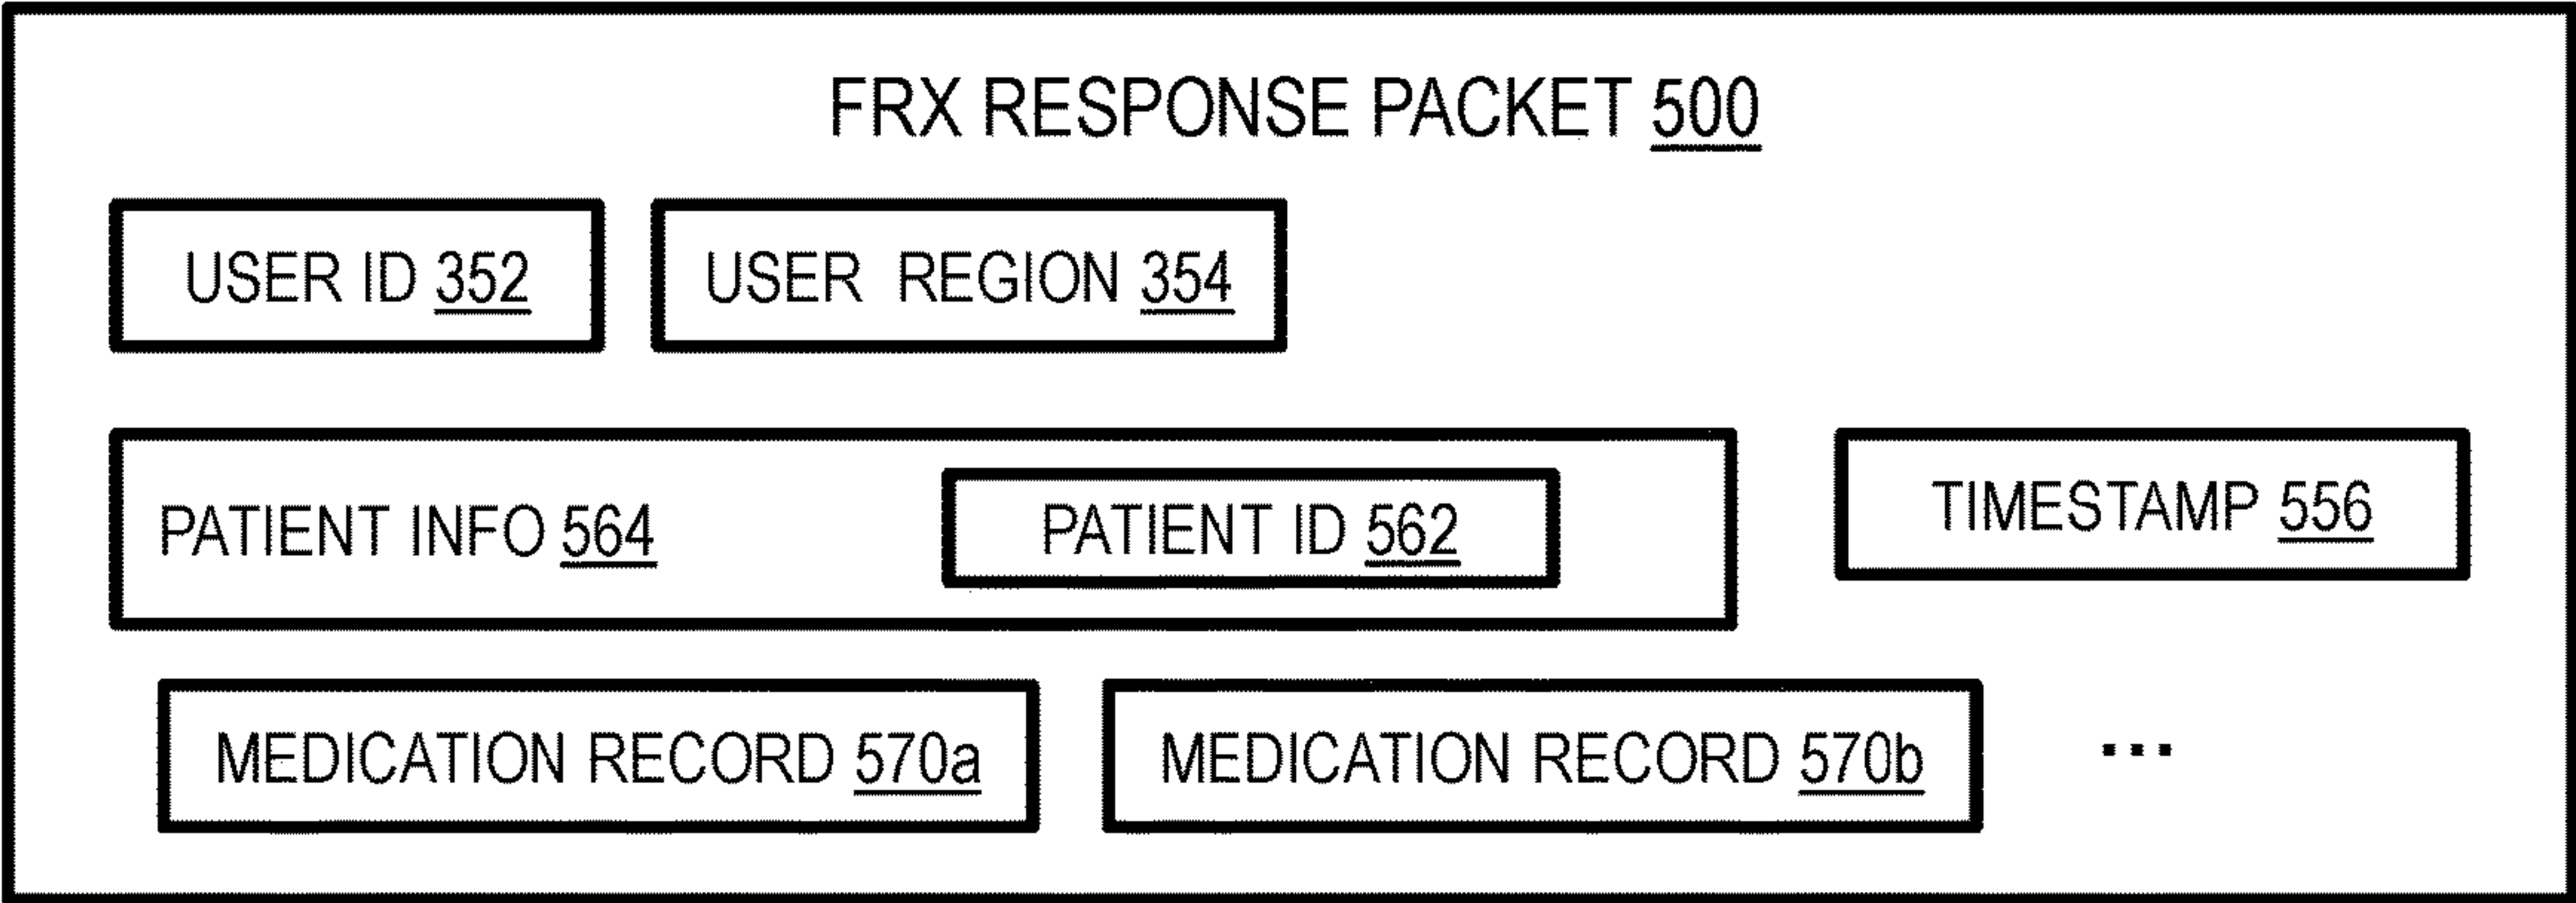 FRX RESPONSE PACKET 500
USER ID 352
USER REGION 354
PATIENT INFO 564
PATIENT ID 562
TIMESTAMP 556
MEDICATION RECORD 570a
MEDICATION RECORD 570b
...